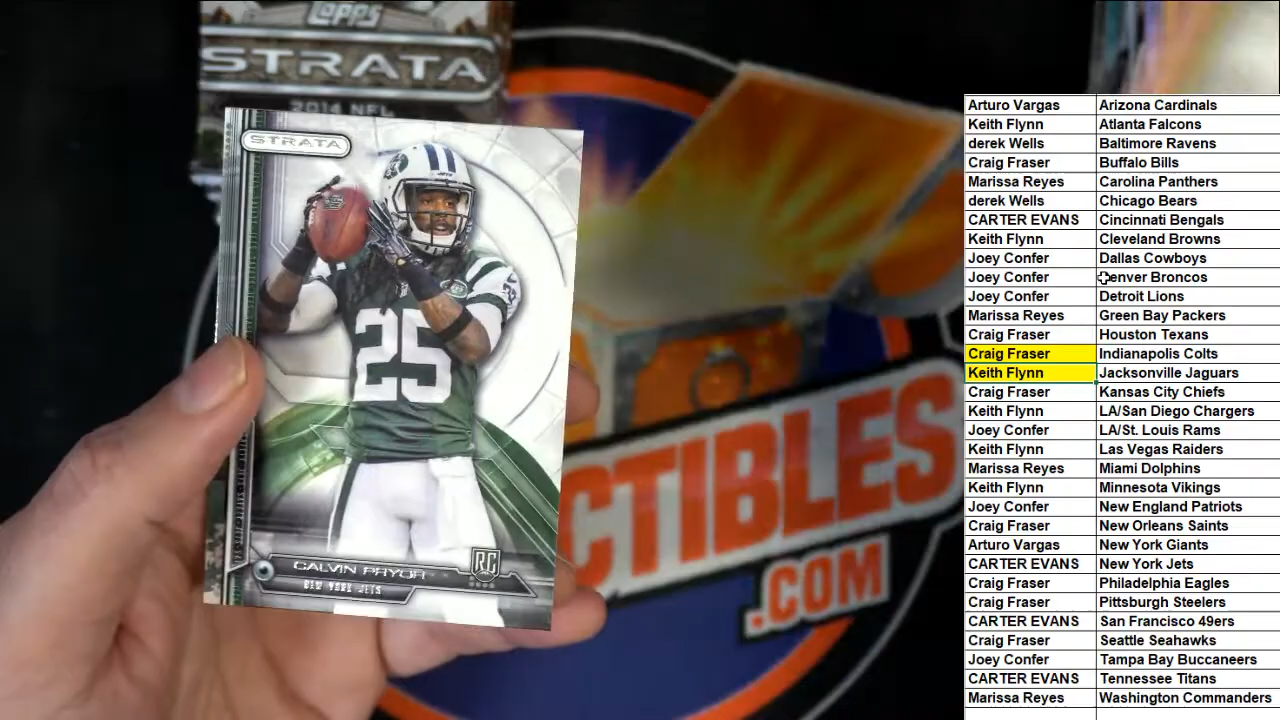 TOPPS
STRATA
2014 NFL
STRATA
25
CALVIN PRYOR
NEW YORK JETS
RC
CTIBLES
.COM
Arturo Vargas Arizona Cardinals
Keith Flynn Atlanta Falcons
derek Wells Baltimore Ravens
Craig Fraser Buffalo Bills
Marissa Reyes Carolina Panthers
derek Wells Chicago Bears
CARTER EVANS Cincinnati Bengals
Keith Flynn Cleveland Browns
Joey Confer Dallas Cowboys
Joey Confer Denver Broncos
Joey Confer Detroit Lions
Marissa Reyes Green Bay Packers
Craig Fraser Houston Texans
Craig Fraser Indianapolis Colts
Keith Flynn Jacksonville Jaguars
Craig Fraser Kansas City Chiefs
Keith Flynn LA/San Diego Chargers
Joey Confer LA/St. Louis Rams
Keith Flynn Las Vegas Raiders
Marissa Reyes Miami Dolphins
Keith Flynn Minnesota Vikings
Joey Confer New England Patriots
Craig Fraser New Orleans Saints
Arturo Vargas New York Giants
CARTER EVANS New York Jets
Craig Fraser Philadelphia Eagles
Craig Fraser Pittsburgh Steelers
CARTER EVANS San Francisco 49ers
Craig Fraser Seattle Seahawks
Joey Confer Tampa Bay Buccaneers
CARTER EVANS Tennessee Titans
Marissa Reyes Washington Commanders